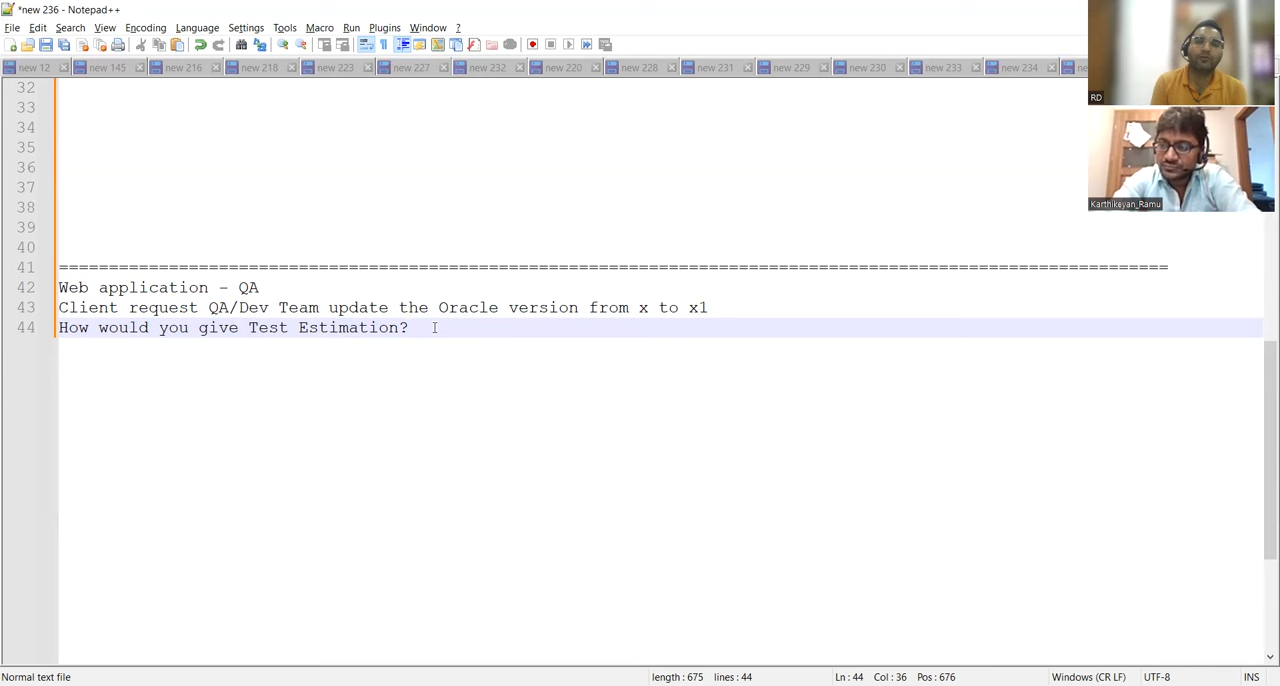 *new 236 - Notepad++
File Edit Search View Encoding Language Settings Tools Macro Run Plugins Window ?
new 12 new 145 new 216 new 218 new 223 new 227 new 232 new 220 new 228 new 231 new 229 new 230 new 233 new 234
RD
Karthikeyan_Ramu
32
33
34
35
36
37
38
39
40
41 ===============================================================================================================
42 Web application - QA
43 Client request QA/Dev Team update the Oracle version from x to x1
44 How would you give Test Estimation?
Normal text file length : 675 lines : 44 Ln : 44 Col : 36 Pos : 676 Windows (CR LF) UTF-8 INS